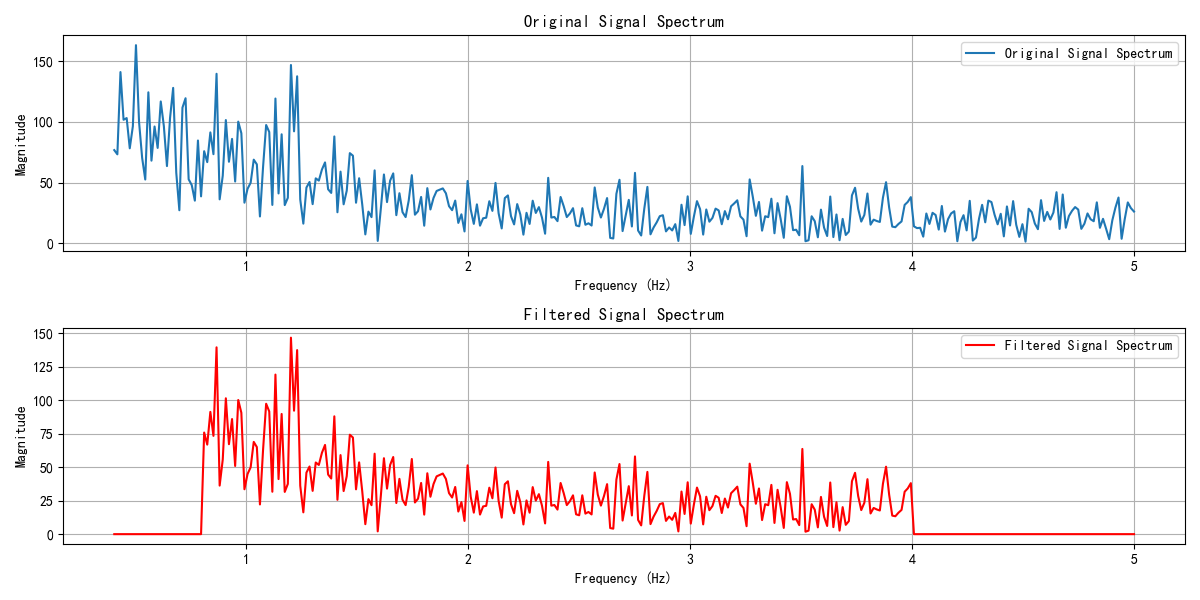 Original Signal Spectrum
Original Signal Spectrum
150
100
50
0
Magnitude
1 2 3 4 5
Frequency (Hz)
Filtered Signal Spectrum
Filtered Signal Spectrum
150
125
100
75
50
25
0
Magnitude
1 2 3 4 5
Frequency (Hz)